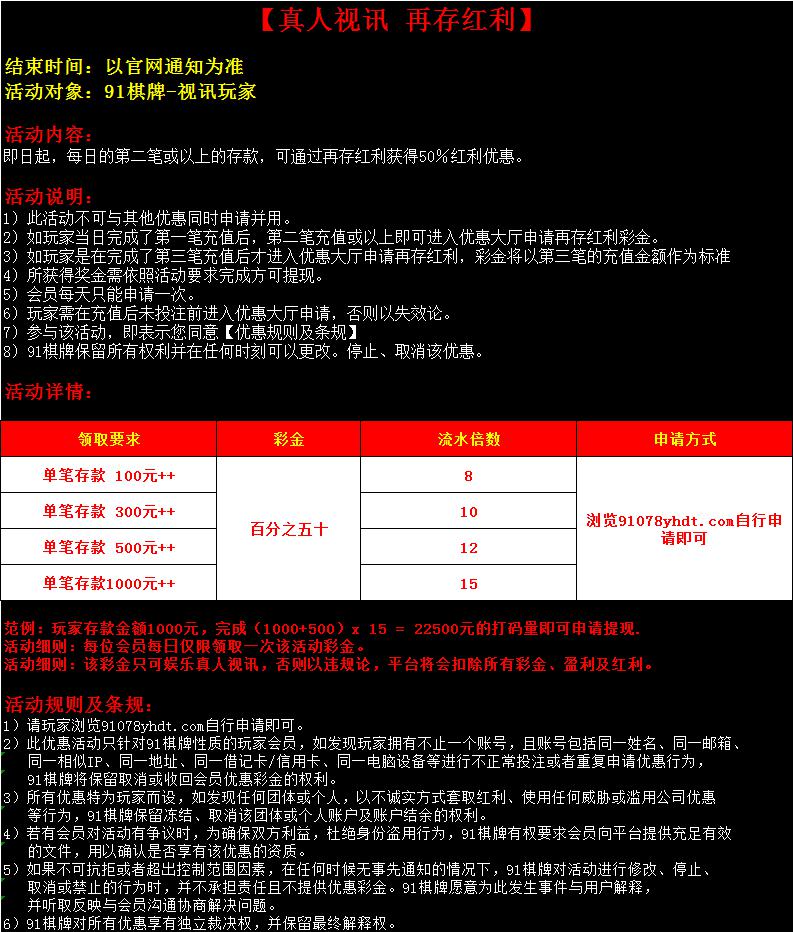 【真人视讯 再存红利】
结束时间：以官网通知为准
活动对象：91棋牌-视讯玩家
活动内容：
即日起，每日的第二笔或以上的存款，可通过再存红利获得50%红利优惠。
活动说明：
1）此活动不可与其他优惠同时申请并用。
2）如玩家当日完成了第一笔充值后，第二笔充值或以上即可进入优惠大厅申请再存红利彩金。
3）如玩家是在完成了第三笔充值后才进入优惠大厅申请再存红利，彩金将以第三笔的充值金额作为标准
4）所获得奖金需依照活动要求完成方可提现。
5）会员每天只能申请一次。
6）玩家需在充值后未投注前进入优惠大厅申请，否则以失效论。
7）参与该活动，即表示您同意【优惠规则及条规】
8）91棋牌保留所有权利并在任何时刻可以更改。停止、取消该优惠。
活动详情：
领取要求 彩金 流水倍数 申请方式
单笔存款 100元++ 8
单笔存款 300元++ 10
百分之五十
浏览91078yhdt.com自行申
请即可
单笔存款 500元++ 12
单笔存款1000元++ 15
范例：玩家存款金额1000元，完成（1000+500）x 15 = 22500元的打码量即可申请提现.
活动细则：每位会员每日仅限领取一次该活动彩金。
活动细则：该彩金只可娱乐真人视讯，否则以违规论，平台将会扣除所有彩金、盈利及红利。
活动规则及条规：
1）请玩家浏览91078yhdt.com自行申请即可。
2）此优惠活动只针对91棋牌性质的玩家会员，如发现玩家拥有不止一个账号，且账号包括同一姓名、同一邮箱、
同一相似IP、同一地址、同一借记卡/信用卡、同一电脑设备等进行不正常投注或者重复申请优惠行为，
91棋牌将保留取消或收回会员优惠彩金的权利。
3）所有优惠特为玩家而设，如发现任何团体或个人，以不诚实方式套取红利、使用任何威胁或滥用公司优惠
等行为，91棋牌保留冻结、取消该团体或个人账户及账户结余的权利。
4）若有会员对活动有争议时，为确保双方利益，杜绝身份盗用行为，91棋牌有权要求会员向平台提供充足有效
的文件，用以确认是否享有该优惠的资质。
5）如果不可抗拒或者超出控制范围因素，在任何时候无事先通知的情况下，91棋牌对活动进行修改、停止、
取消或禁止的行为时，并不承担责任且不提供优惠彩金。91棋牌愿意为此发生事件与用户解释，
并听取反映与会员沟通协商解决问题。
6）91棋牌对所有优惠享有独立裁决权，并保留最终解释权。